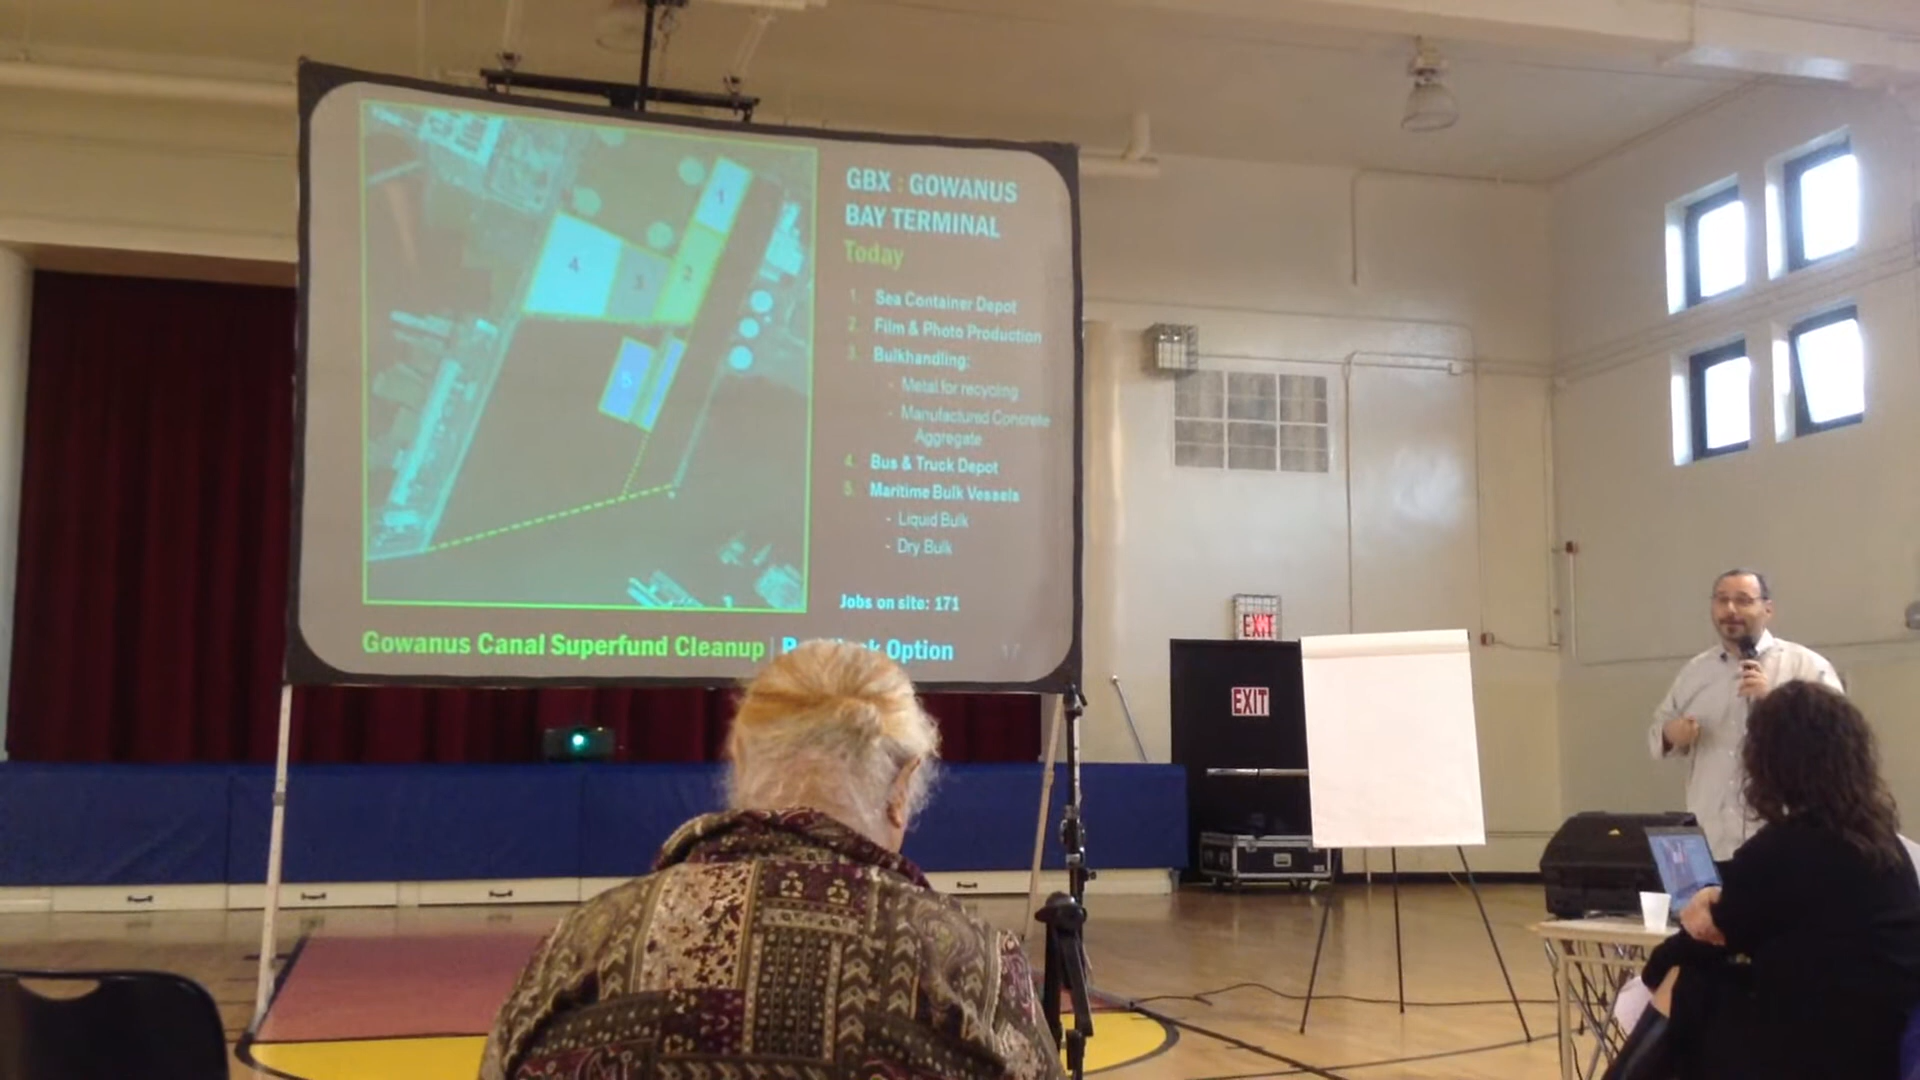 GBX : GOWANUS
BAY TERMINAL
Today
1. Sea Container Depot
2. Film & Photo Production
3. Bulkhandling:
- Metal for recycling
- Manufactured Concrete
Aggregate
4. Bus & Truck Depot
5. Maritime Bulk Vessels
- Liquid Bulk
- Dry Bulk
Jobs on site: 171
Gowanus Canal Superfund Cleanup | Option
1
2
3
4
5
EXIT
EXIT